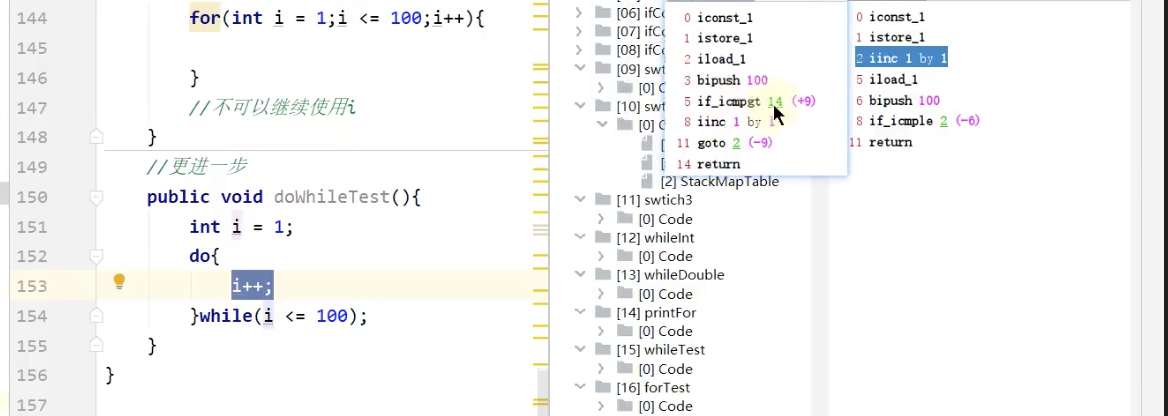 144 for(int i = 1;i <= 100;i++){
145
146 }
147 //不可以继续使用i
148 }
149 //更进一步
150 public void doWhileTest(){
151 int i = 1;
152 do{
153 i++;
154 }while(i <= 100);
155 }
156 }
157
[06] ifCo
[07] ifCo
[08] ifCo
[09] swt
[0] C
[10] swt
[0] C
[2] StackMapTable
[11] swtich3
[0] Code
[12] whileInt
[0] Code
[13] whileDouble
[0] Code
[14] printFor
[0] Code
[15] whileTest
[0] Code
[16] forTest
[0] Code
0 iconst_1
1 istore_1
2 iload_1
3 bipush 100
5 if_icmpgt 14 (+9)
8 iinc 1 by 1
11 goto 2 (-9)
14 return
0 iconst_1
1 istore_1
2 iinc 1 by 1
5 iload_1
6 bipush 100
8 if_icmple 2 (-6)
11 return